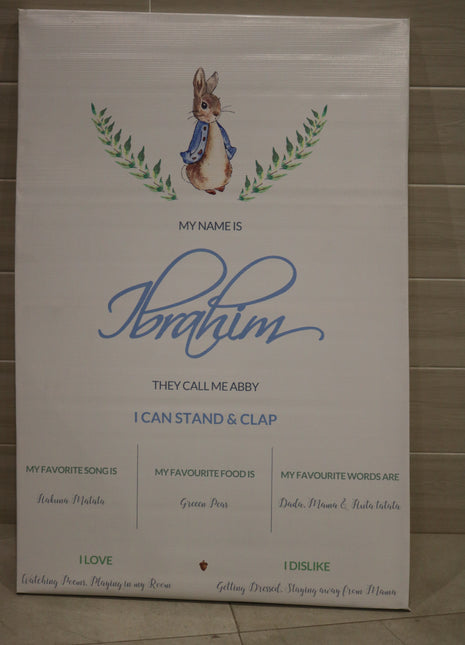 MY NAME IS
Ibrahim
THEY CALL ME ABBY
I CAN STAND & CLAP
MY FAVORITE SONG IS
Hakuna Matata
MY FAVOURITE FOOD IS
Greeen Peas
MY FAVOURITE WORDS ARE
Dada, Mama & Ruta tatata
I LOVE
Watching Poems, Playing in my Room
I DISLIKE
Getting Dressed, Staying away from Mama